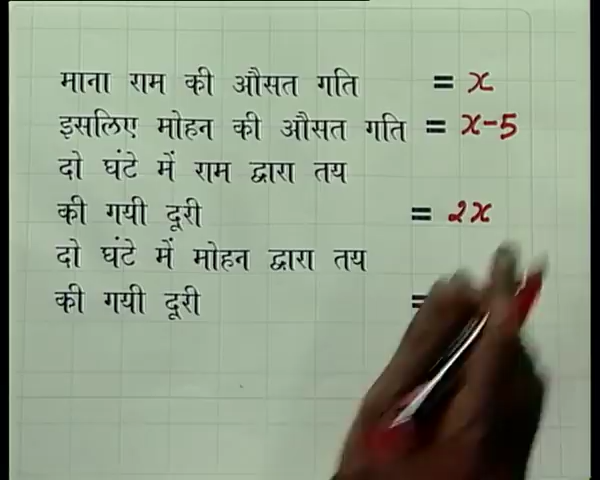 माना राम की औसत गति = x
इसलिए मोहन की औसत गति = x-5
दो घंटे में राम द्वारा तय
की गयी दूरी = 2x
दो घंटे में मोहन द्वारा तय
की गयी दूरी =